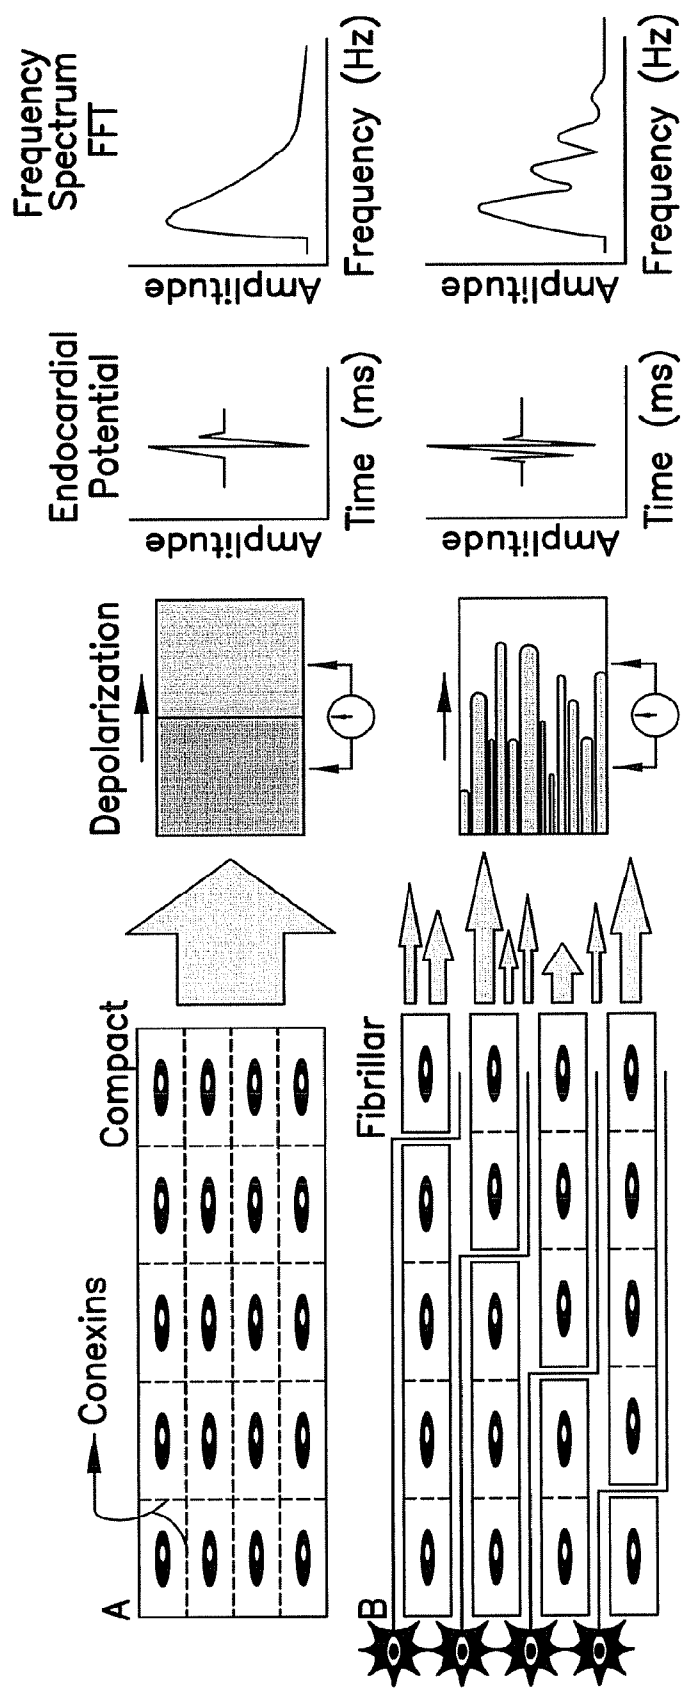 A
Conexins
Compact
Depolarization
Endocardial
Potential
Amplitude
Time (ms)
Frequency
Spectrum
FFT
Amplitude
Frequency (Hz)
B
Fibrillar
Amplitude
Time (ms)
Amplitude
Frequency (Hz)